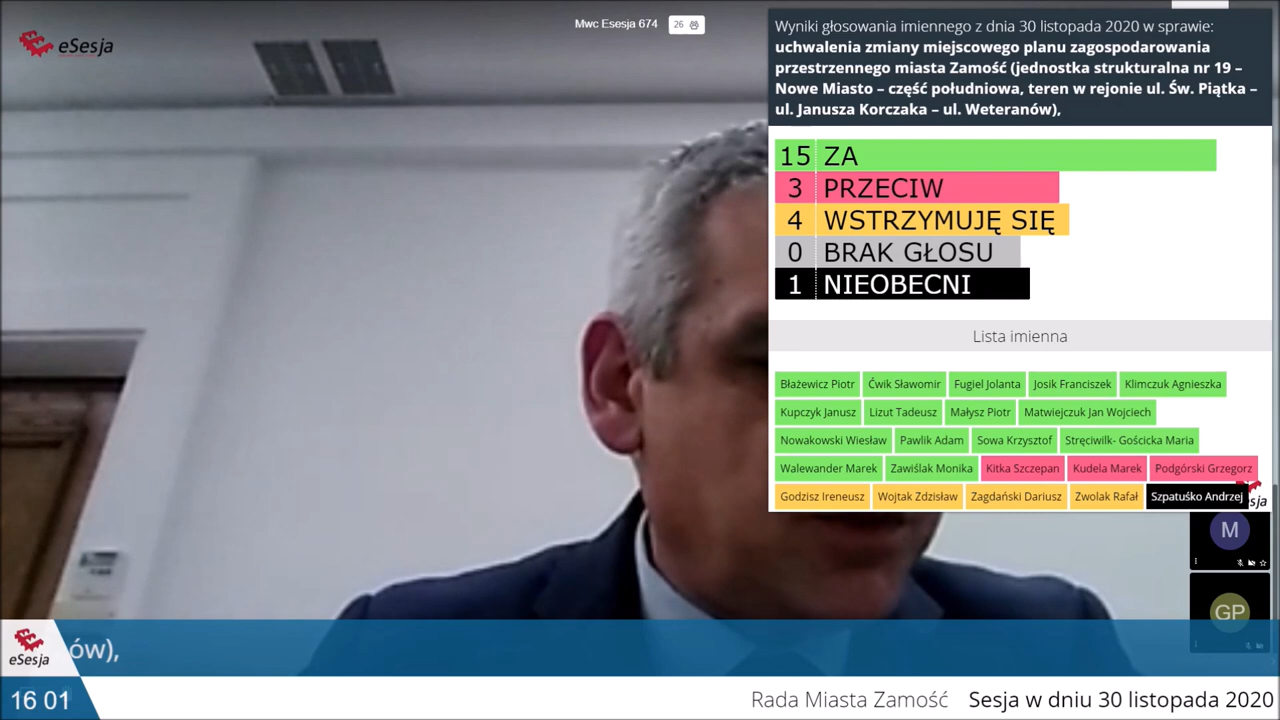 eSesja
Mwc Esesja 674
26
Wyniki głosowania imiennego z dnia 30 listopada 2020 w sprawie:
uchwalenia zmiany miejscowego planu zagospodarowania
przestrzennego miasta Zamość (jednostka strukturalna nr 19 –
Nowe Miasto – część południowa, teren w rejonie ul. Św. Piątka –
ul. Janusza Korczaka – ul. Weteranów),
15 ZA
3 PRZECIW
4 WSTRZYMUJĘ SIĘ
0 BRAK GŁOSU
1 NIEOBECNI
Lista imienna
Błażewicz Piotr Ćwik Sławomir Fugiel Jolanta Josik Franciszek Klimczuk Agnieszka
Kupczyk Janusz Lizut Tadeusz Małysz Piotr Matwiejczuk Jan Wojciech
Nowakowski Wiesław Pawlik Adam Sowa Krzysztof Stręciwilk- Gościcka Maria
Walewander Marek Zawiślak Monika Kitka Szczepan Kudela Marek Podgórski Grzegorz
Godzisz Ireneusz Wojtak Zdzisław Zagdański Dariusz Zwolak Rafał Szpatuśko Andrzej
sja
M
GP
ów),
eSesja
16 01
Rada Miasta Zamość Sesja w dniu 30 listopada 2020